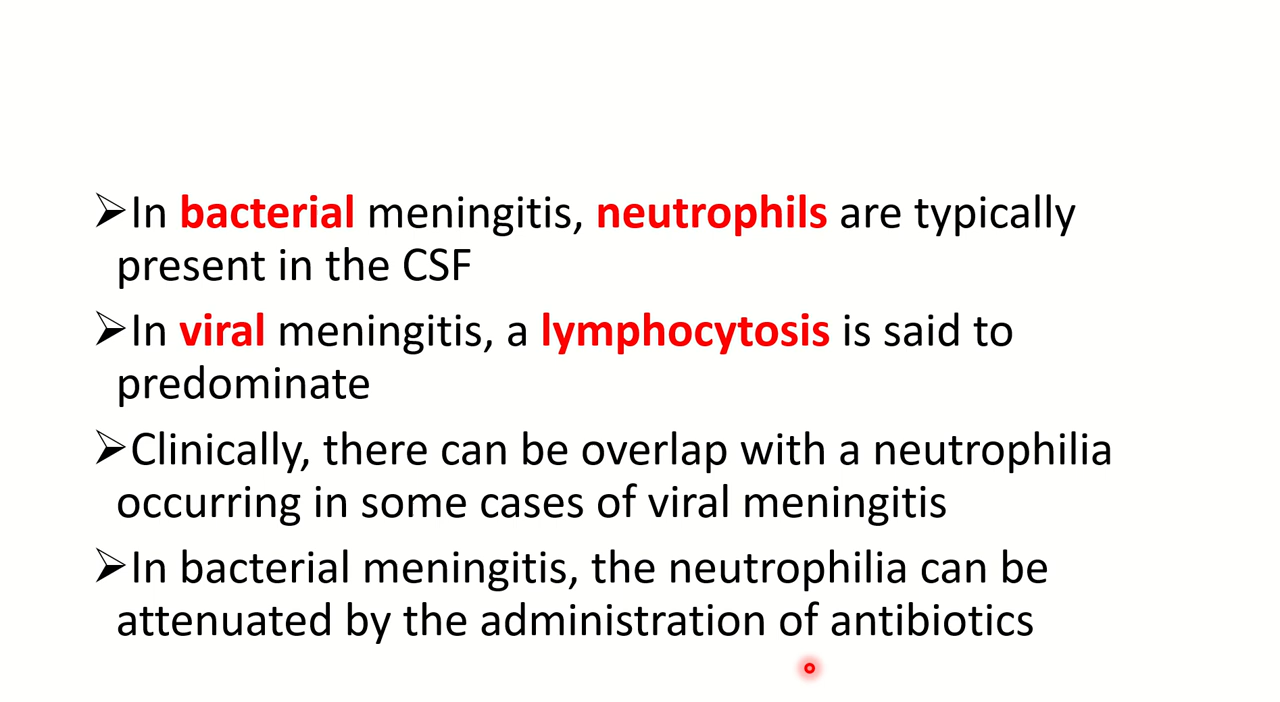 ➢In bacterial meningitis, neutrophils are typically
present in the CSF
➢In viral meningitis, a lymphocytosis is said to
predominate
➢Clinically, there can be overlap with a neutrophilia
occurring in some cases of viral meningitis
➢In bacterial meningitis, the neutrophilia can be
attenuated by the administration of antibiotics